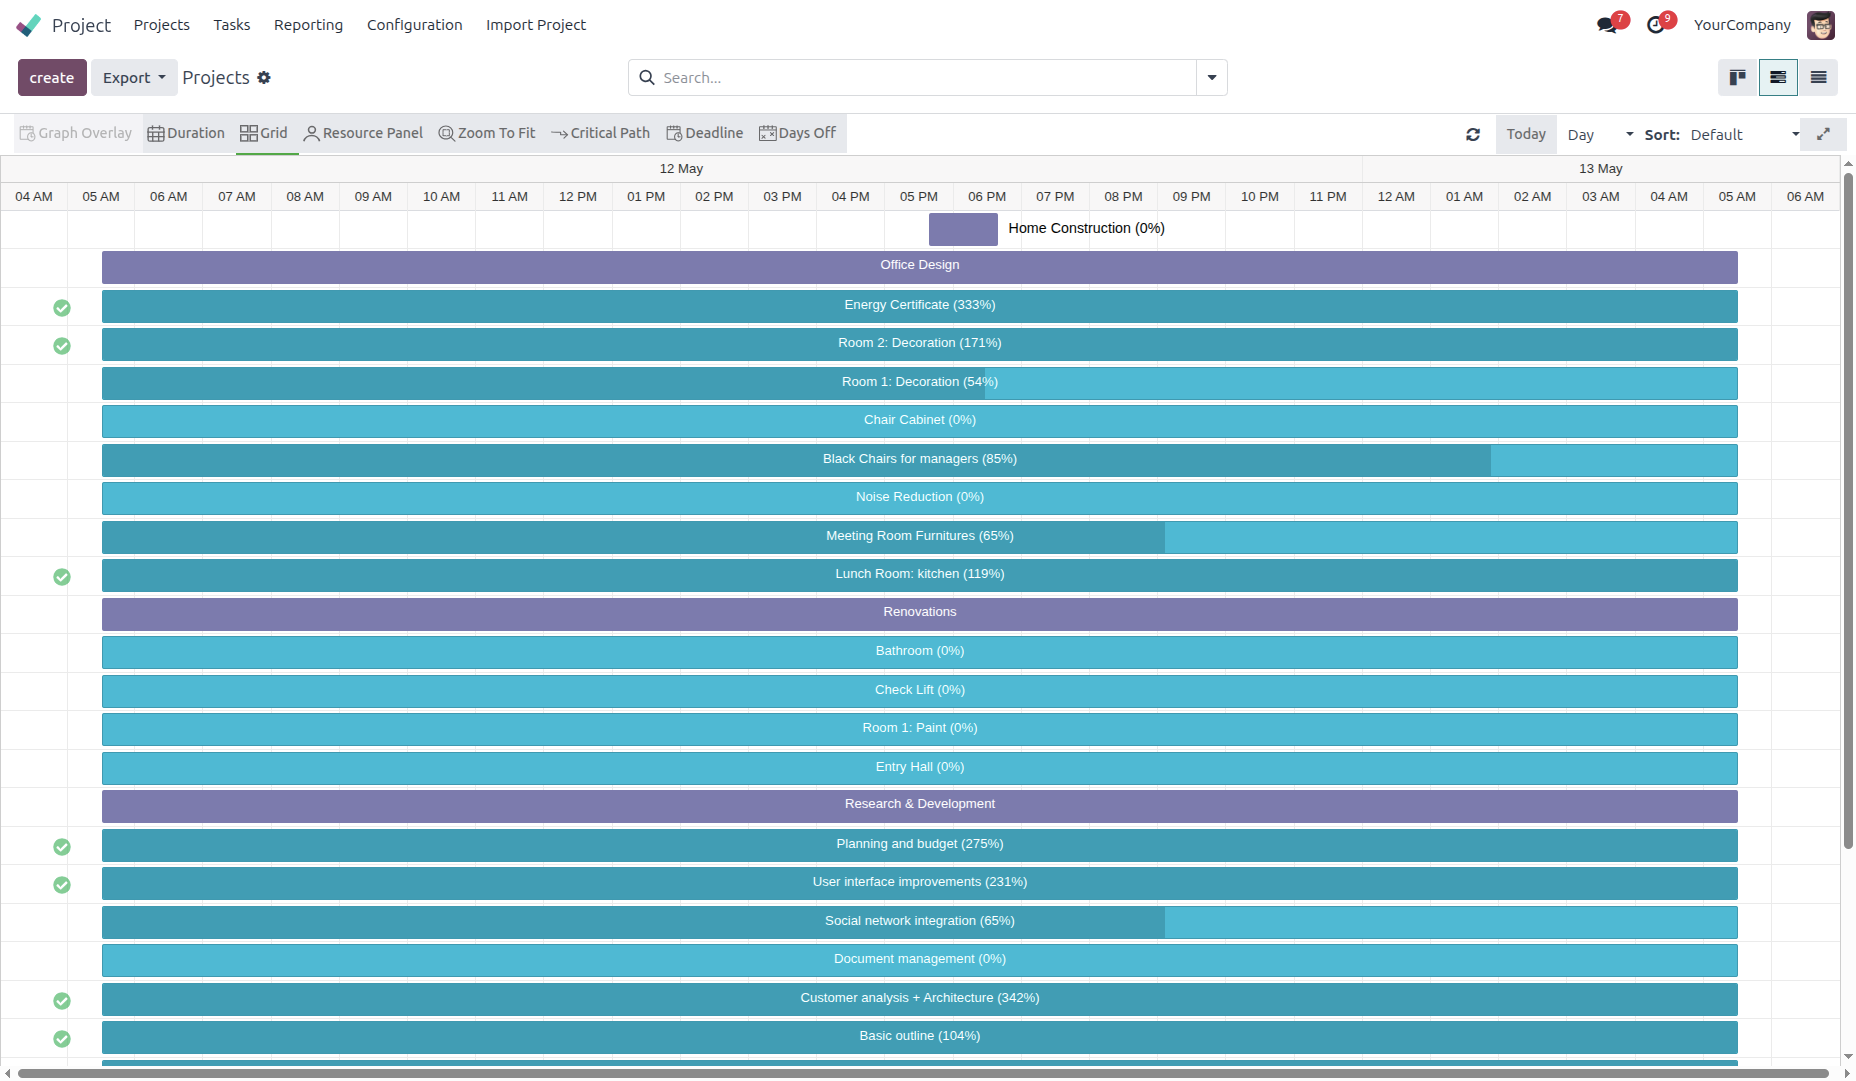 Project Projects Tasks Reporting Configuration Import Project 7 9 YourCompany
create Export Projects Search...
Graph Overlay Duration Grid Resource Panel Zoom To Fit Critical Path Deadline Days Off Today Day Sort: Default
12 May 13 May
04 AM 05 AM 06 AM 07 AM 08 AM 09 AM 10 AM 11 AM 12 PM 01 PM 02 PM 03 PM 04 PM 05 PM 06 PM 07 PM 08 PM 09 PM 10 PM 11 PM 12 AM 01 AM 02 AM 03 AM 04 AM 05 AM 06 AM
Home Construction (0%)
Office Design
Energy Certificate (333%)
Room 2: Decoration (171%)
Room 1: Decoration (54%)
Chair Cabinet (0%)
Black Chairs for managers (85%)
Noise Reduction (0%)
Meeting Room Furnitures (65%)
Lunch Room: kitchen (119%)
Renovations
Bathroom (0%)
Check Lift (0%)
Room 1: Paint (0%)
Entry Hall (0%)
Research & Development
Planning and budget (275%)
User interface improvements (231%)
Social network integration (65%)
Document management (0%)
Customer analysis + Architecture (342%)
Basic outline (104%)